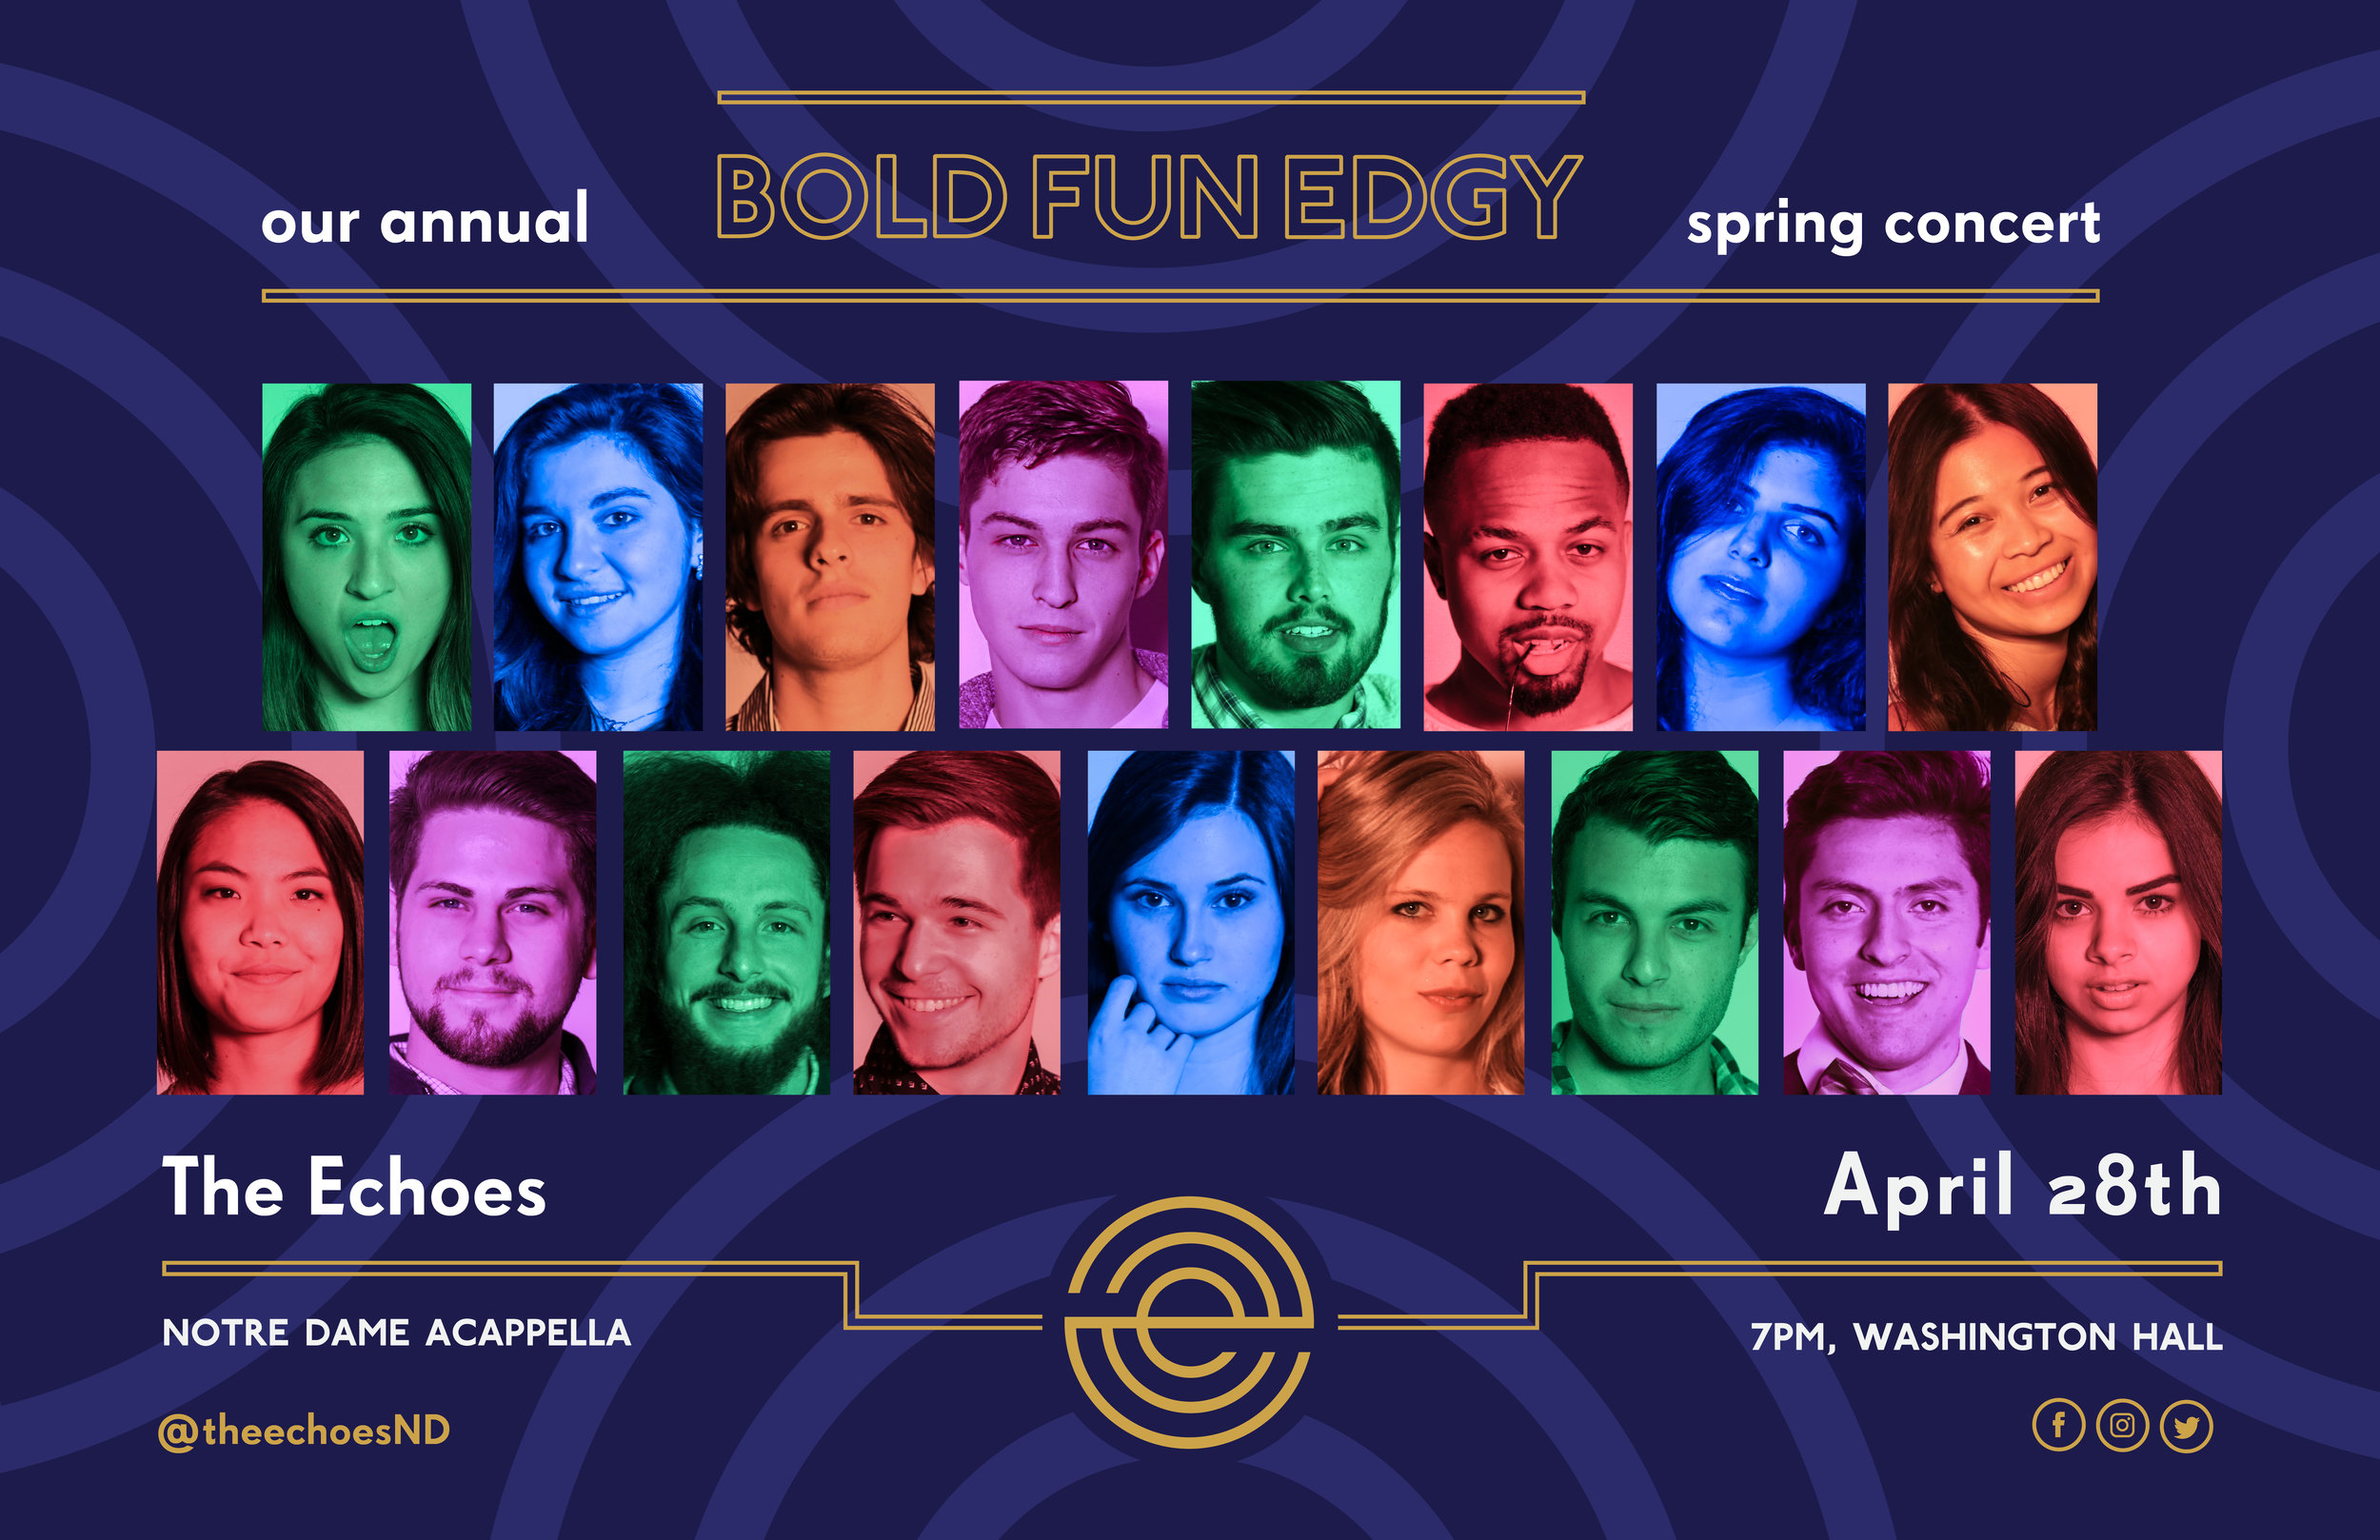 our annual BOLD FUN EDGY spring concert
The Echoes
NOTRE DAME ACAPPELLA
@theechoesND
April 28th
7PM, WASHINGTON HALL